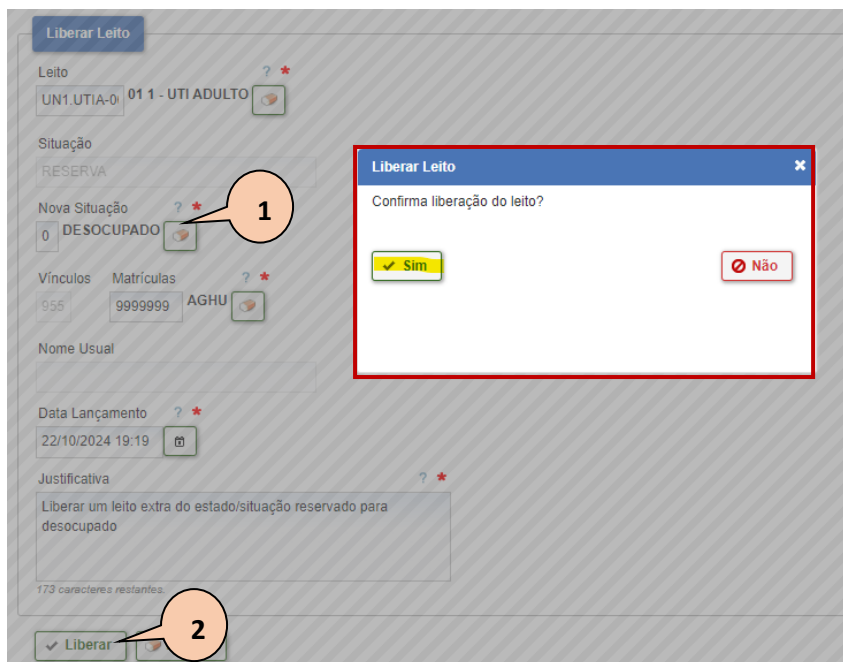 Liberar Leito
Leito ? *
UN1.UTIA-0 01 1 - UTI ADULTO
Situação
RESERVA
Nova Situação ? *
0 DESOCUPADO
1
Vínculos Matrículas ? *
955 9999999 AGHU
Nome Usual
Data Lançamento ? *
22/10/2024 19:19
Justificativa ? *
Liberar um leito extra do estado/situação reservado para
desocupado
173 caracteres restantes.
2
Liberar
Liberar Leito
Confirma liberação do leito?
Sim Não